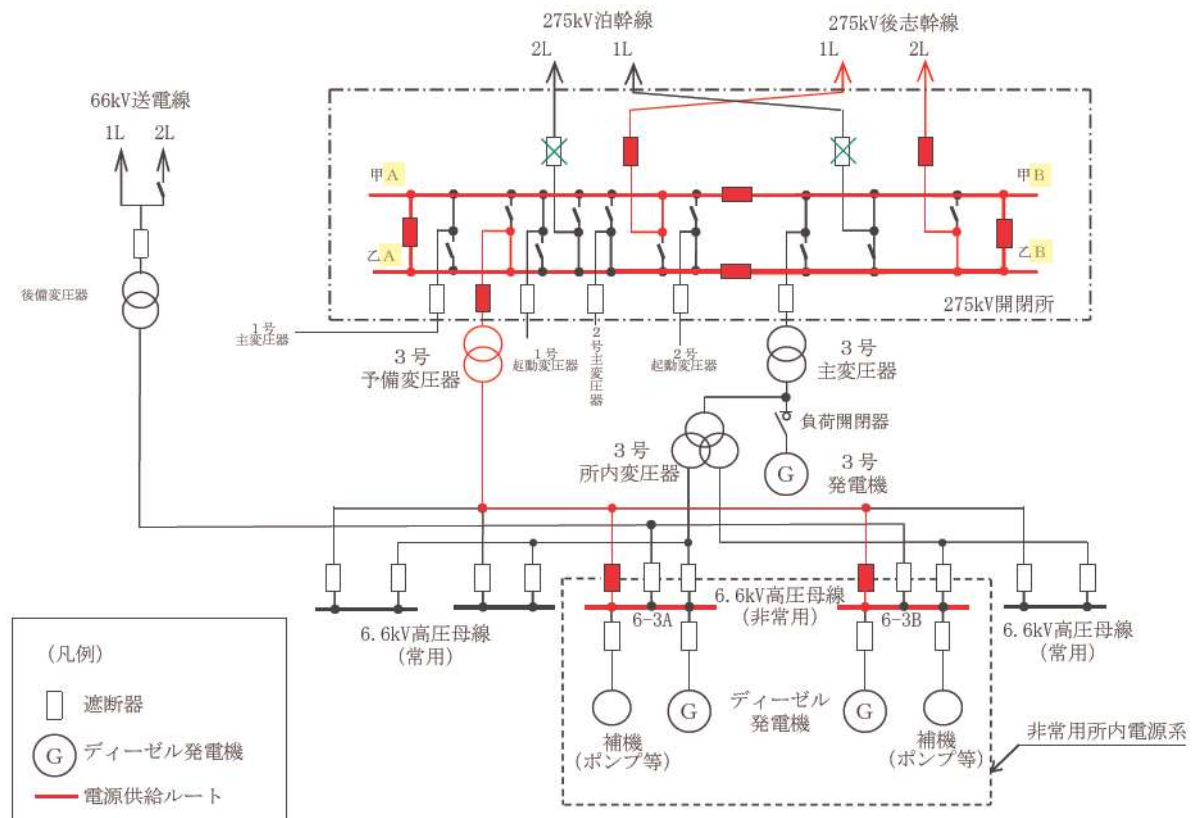 275kV泊幹線
275kV後志幹線
2L
1L
1L
2L
66kV送電線
1L
2L
甲A
甲B
乙A
乙B
後備変圧器
275kV開閉所
1号
主変圧器
3号
予備変圧器
1号
起動変圧器
2号主変圧器
2号
起動変圧器
3号
主変圧器
負荷開閉器
3号
所内変圧器
G
3号
発電機
6.6kV高圧母線
(常用)
6-3A
6.6kV高圧母線
(非常用)
6-3B
6.6kV高圧母線
(常用)
G
ディーゼル
発電機
G
補機
(ポンプ等)
補機
(ポンプ等)
非常用所内電源系
(凡例)
遮断器
G
ディーゼル発電機
電源供給ルート